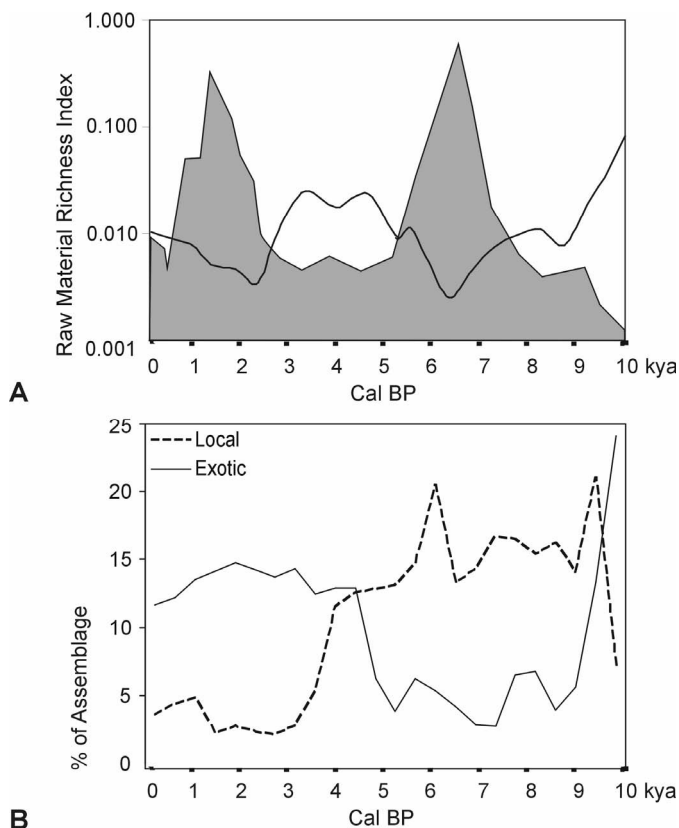 1.000
Raw Material Richness Index
0.100
0.010
0.001
0 1 2 3 4 5 6 7 8 9 10 kya
Cal BP
A
25
Local
Exotic
20
15
% of Assemblage
10
5
0
0 1 2 3 4 5 6 7 8 9 10 kya
Cal BP
B